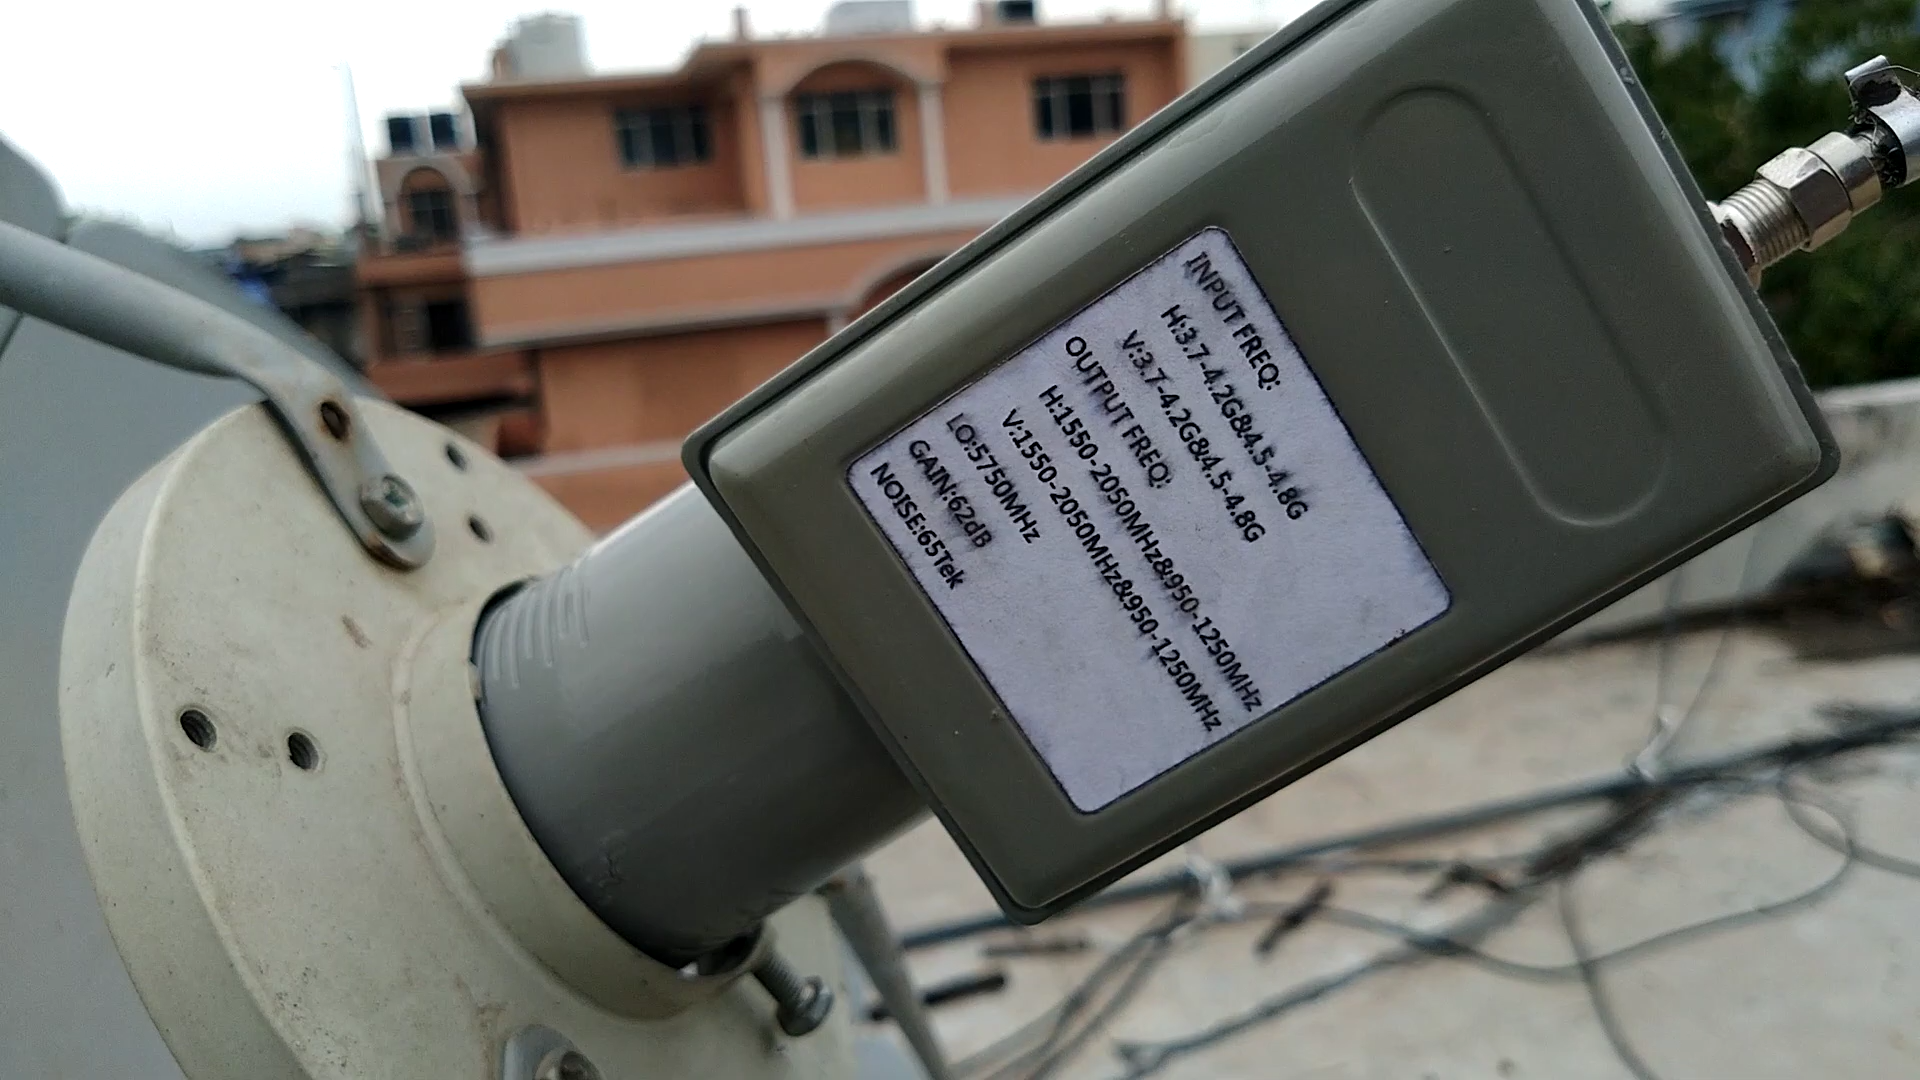 INPUT FREQ:
H:3.7-4.2G&4.5-4.8G
V:3.7-4.2G&4.5-4.8G
OUTPUT FREQ:
H:1550-2050MHz&950-1250MHz
V:1550-2050MHz&950-1250MHz
LO:5750MHz
GAIN:62dB
NOISE:65Tek